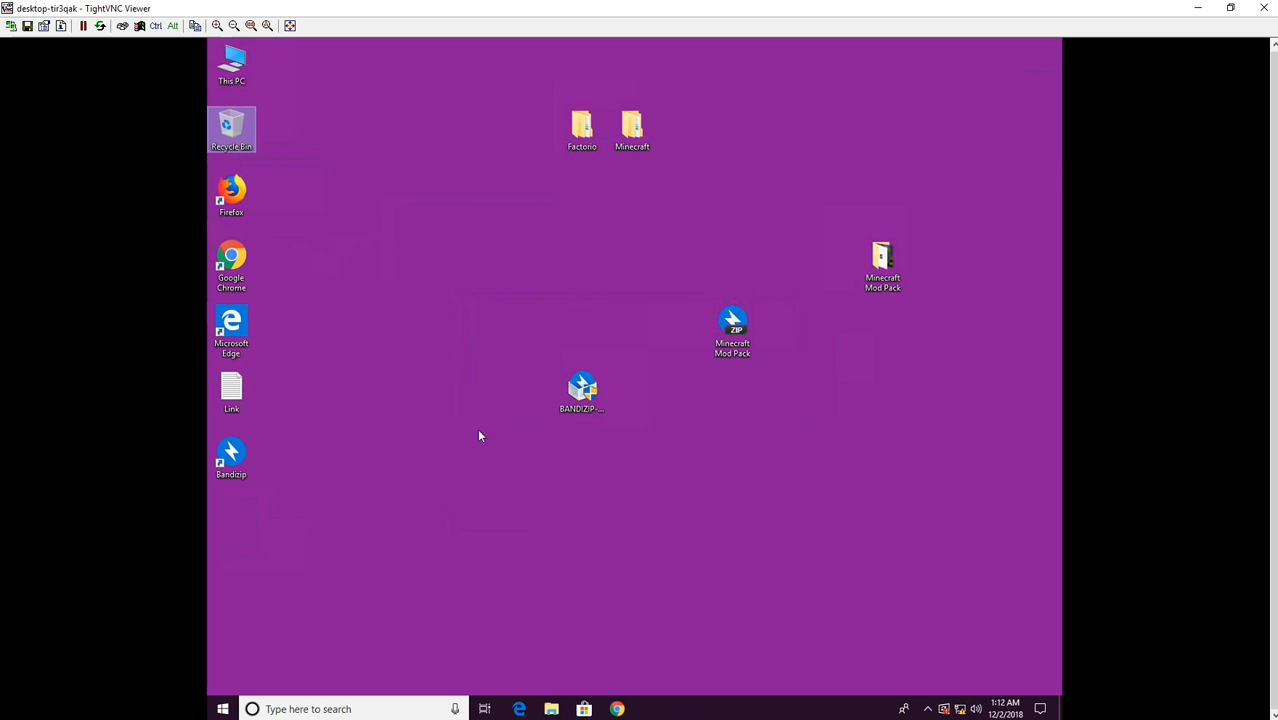 desktop-tir3qak - TightVNC Viewer
Ctrl Alt
This PC
Recycle Bin
Factorio
Minecraft
Firefox
Google
Chrome
Minecraft
Mod Pack
Microsoft
Edge
ZIP
Minecraft
Mod Pack
Link
BANDIZIP-...
Bandizip
Type here to search
1:12 AM
12/2/2018